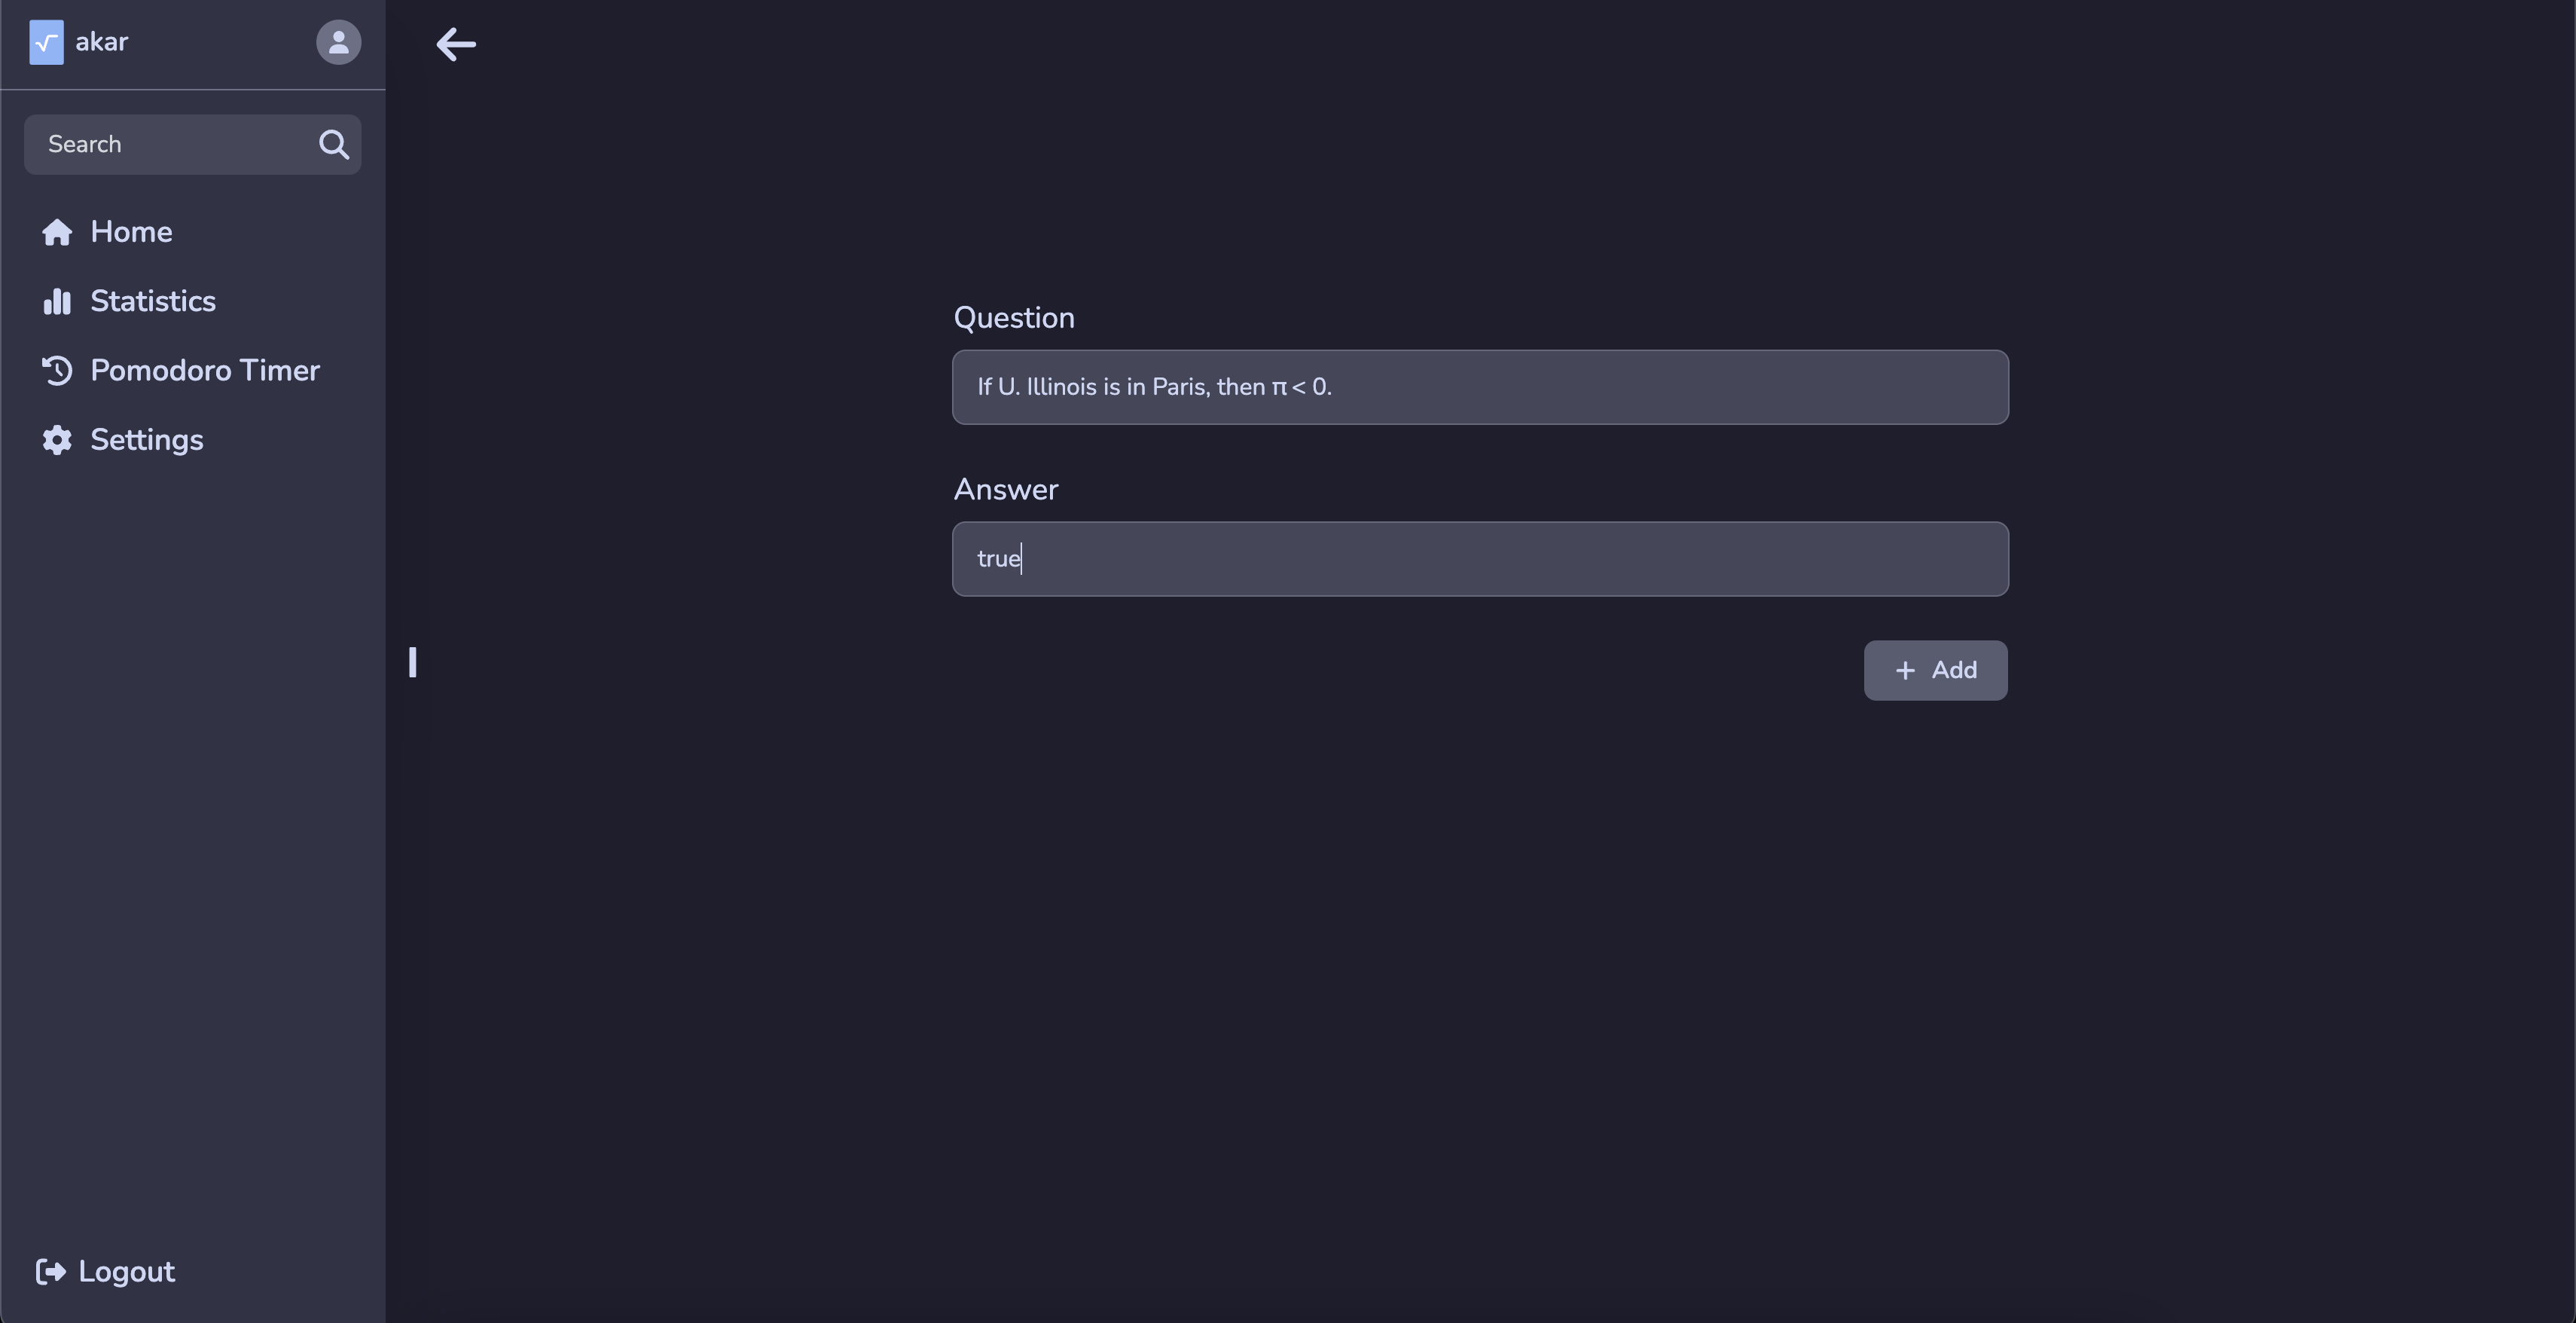 akar
Search
Home
Statistics
Pomodoro Timer
Settings
Logout
Question
If U. Illinois is in Paris, then π < 0.
Answer
true
+ Add